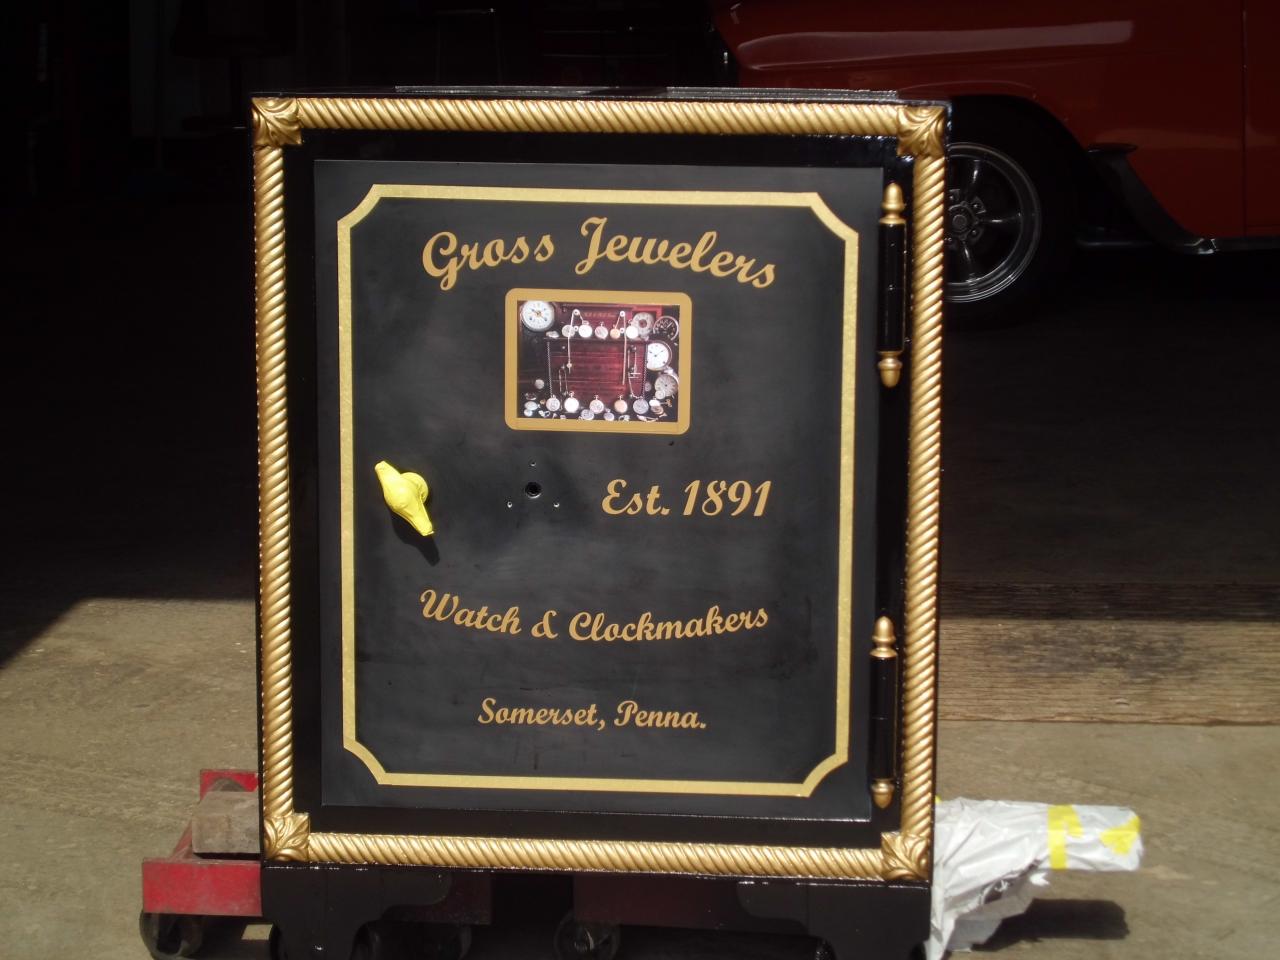 Gross Jewelers
Est. 1891
Watch & Clockmakers
Somerset, Penna.